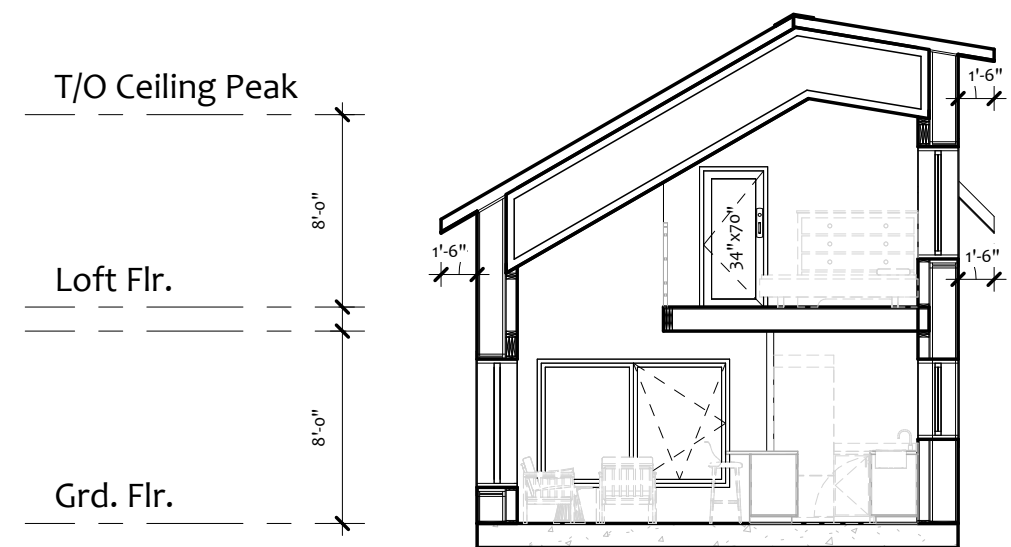 T/O Ceiling Peak
1'-6"
8'-0"
34"x70"
1'-6"
1'-6"
Loft Flr.
8'-0"
Grd. Flr.